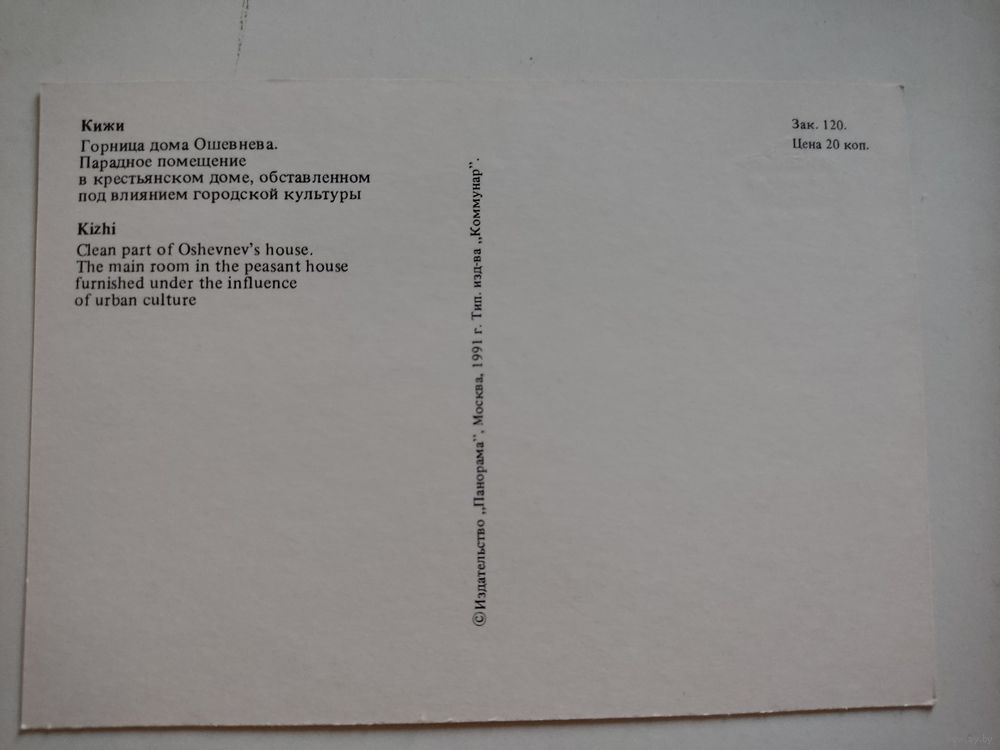 Кижи
Горница дома Ошевнева.
Парадное помещение
в крестьянском доме, обставленном
под влиянием городской культуры
Kizhi
Clean part of Oshevnev's house.
The main room in the peasant house
furnished under the influence
of urban culture
© Издательство „Панорама”, Москва, 1991 г. Тип. изд-ва „Коммунар”.
Зак. 120.
Цена 20 коп.